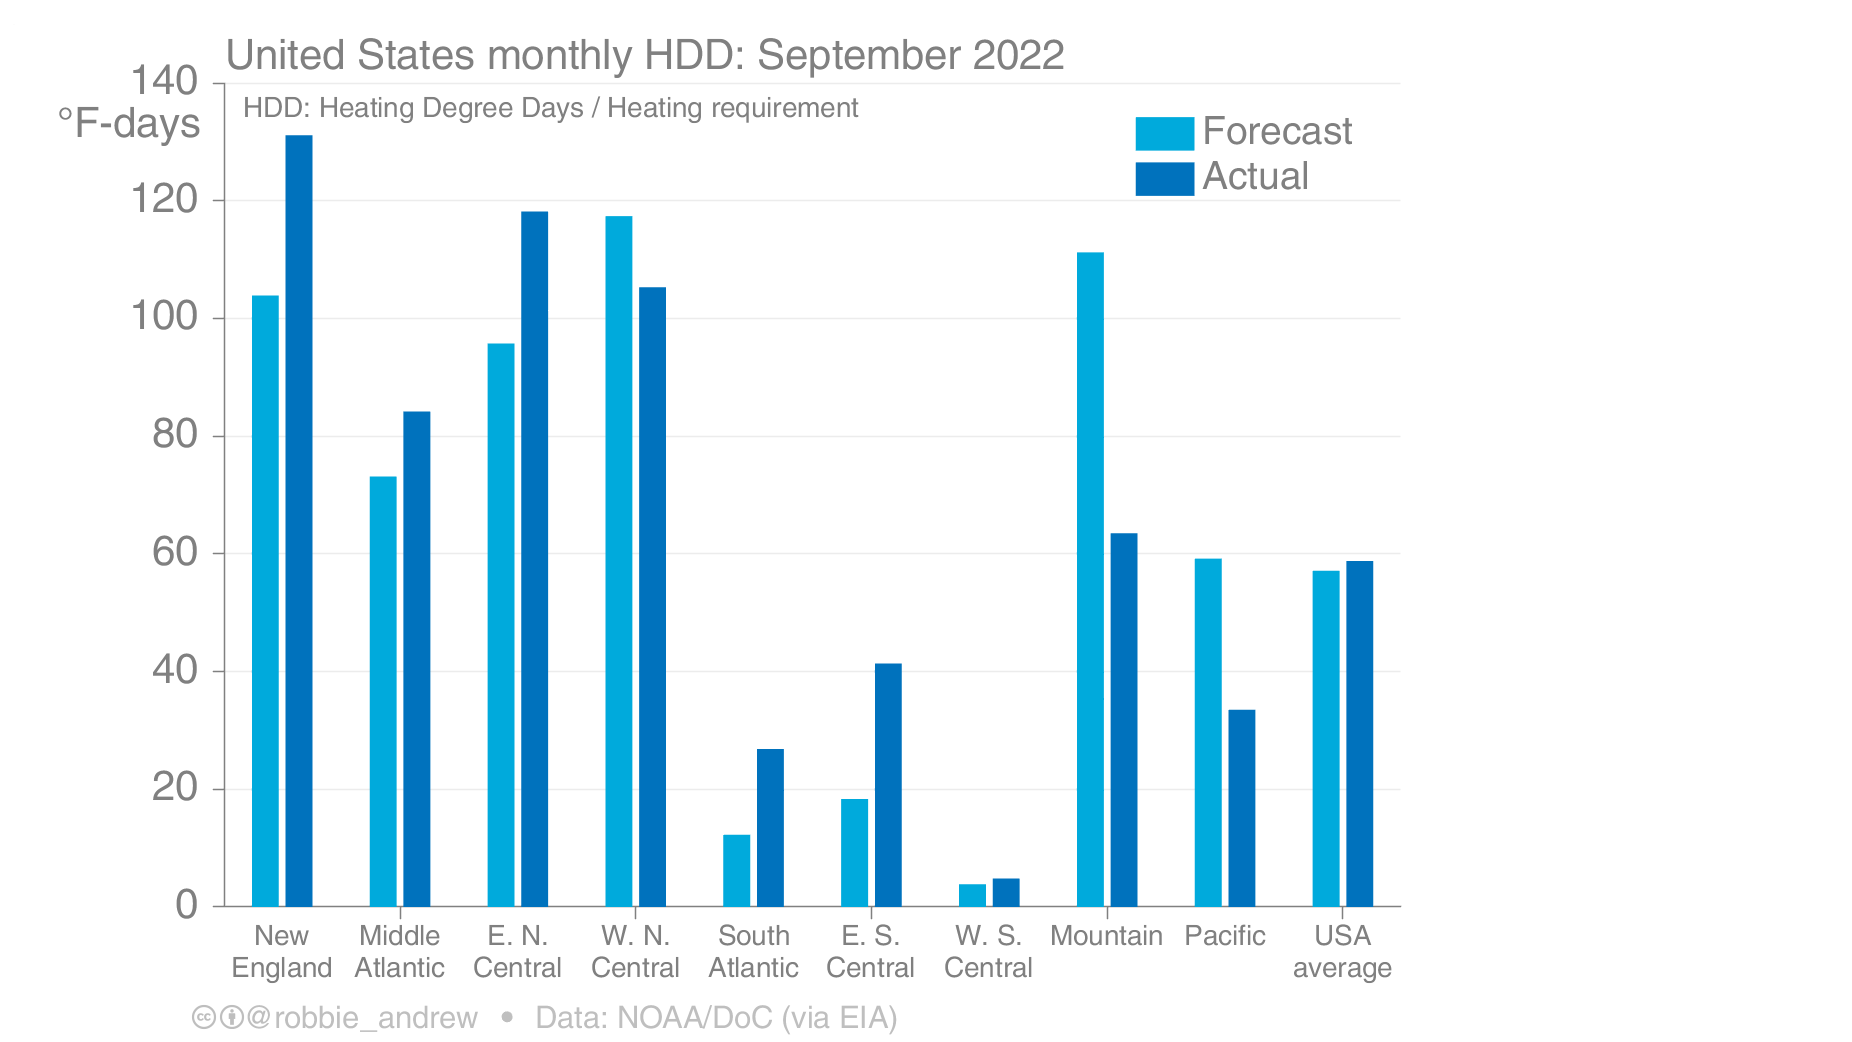 United States monthly HDD: September 2022
140
°F-days
HDD: Heating Degree Days / Heating requirement
Forecast
Actual
120
100
80
60
40
20
0
New England
Middle Atlantic
E. N. Central
W. N. Central
South Atlantic
E. S. Central
W. S. Central
Mountain
Pacific
USA average
@robbie_andrew • Data: NOAA/DoC (via EIA)